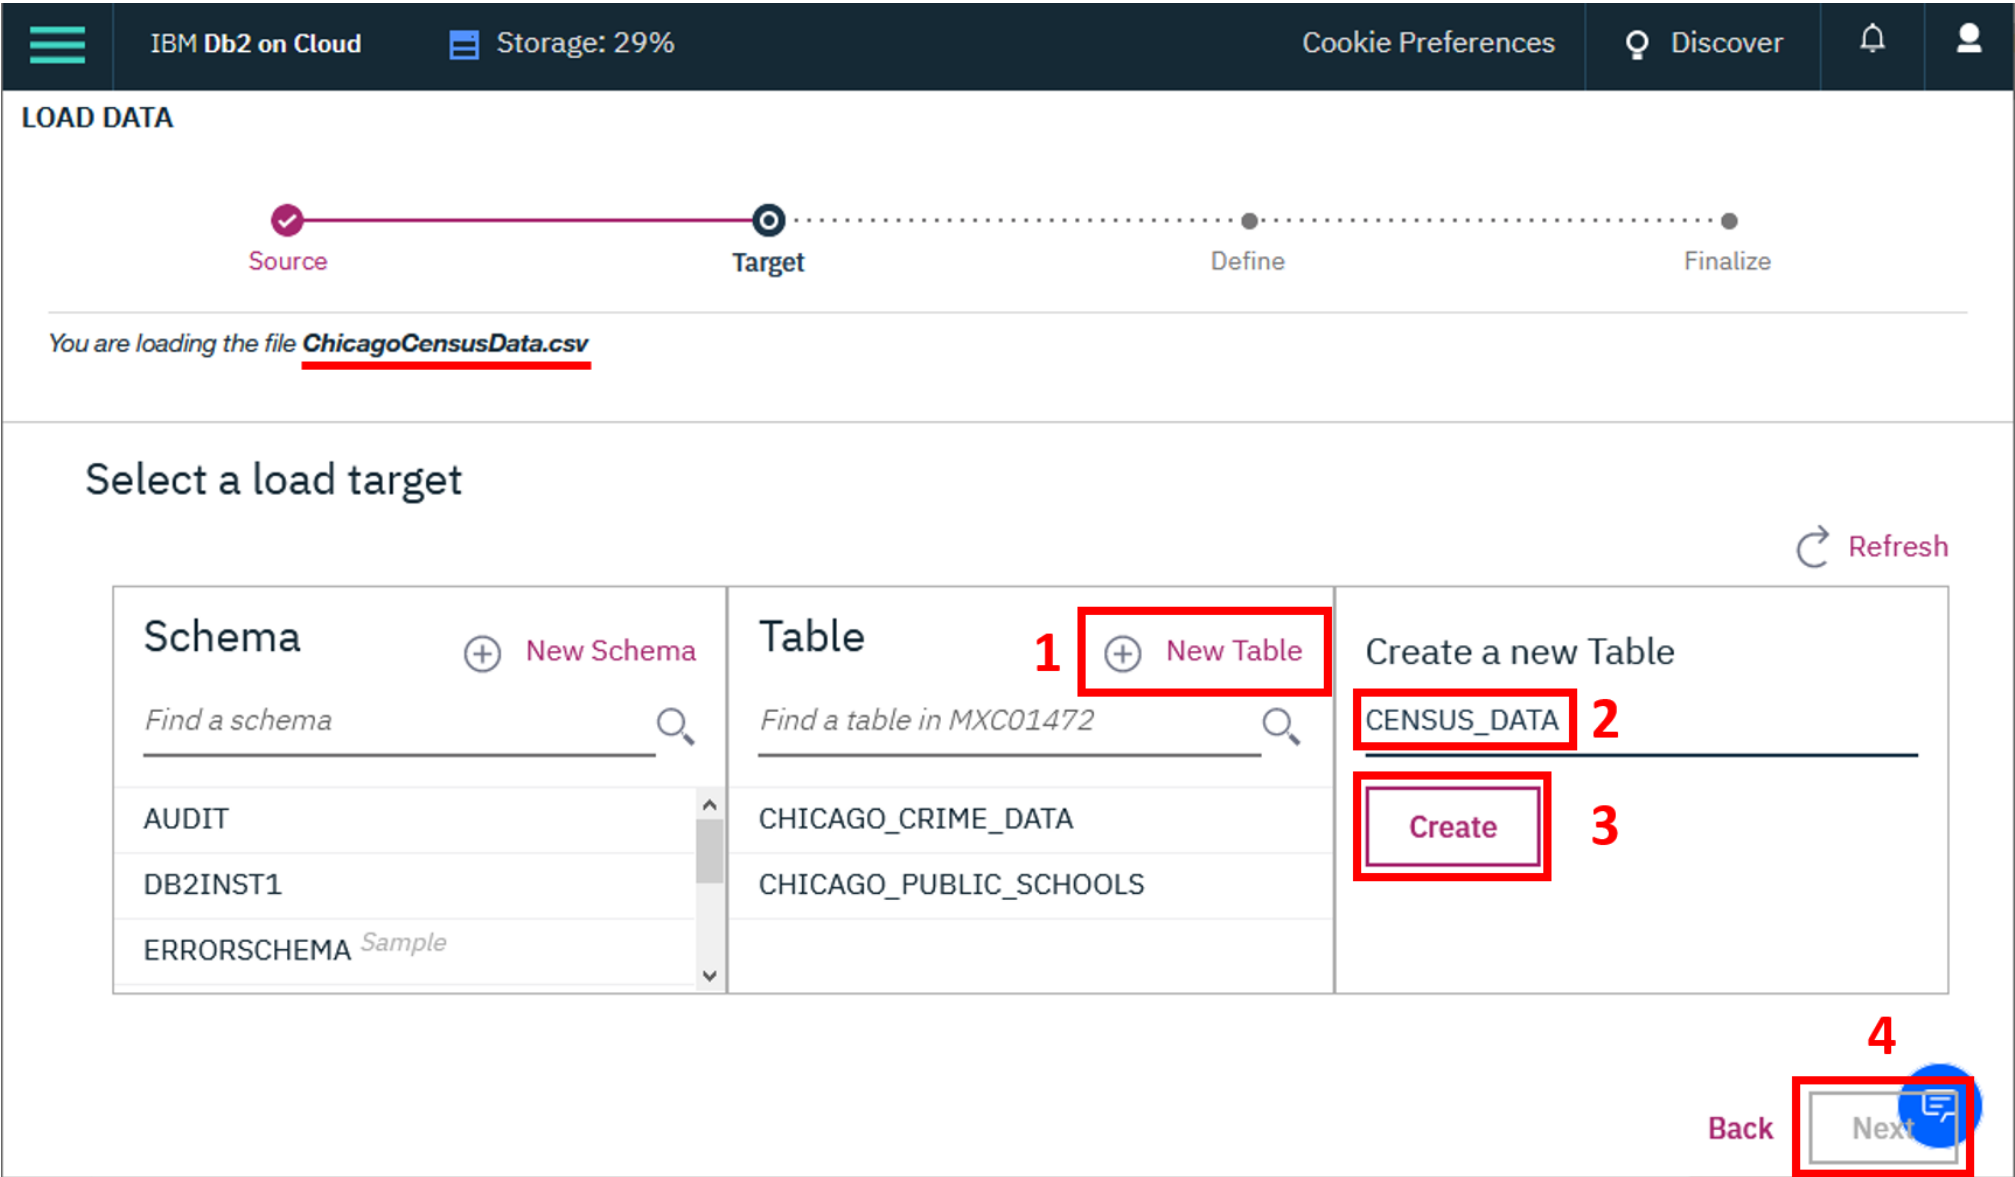 IBM Db2 on Cloud Storage: 29% Cookie Preferences Discover
LOAD DATA
Source Target Define Finalize
You are loading the file ChicagoCensusData.csv
Select a load target
Refresh
Schema New Schema
Find a schema
AUDIT
DB2INST1
ERRORSCHEMA Sample
Table 1 New Table
Find a table in MXC01472
CHICAGO_CRIME_DATA
CHICAGO_PUBLIC_SCHOOLS
Create a new Table
CENSUS_DATA 2
Create 3
4
Back Next